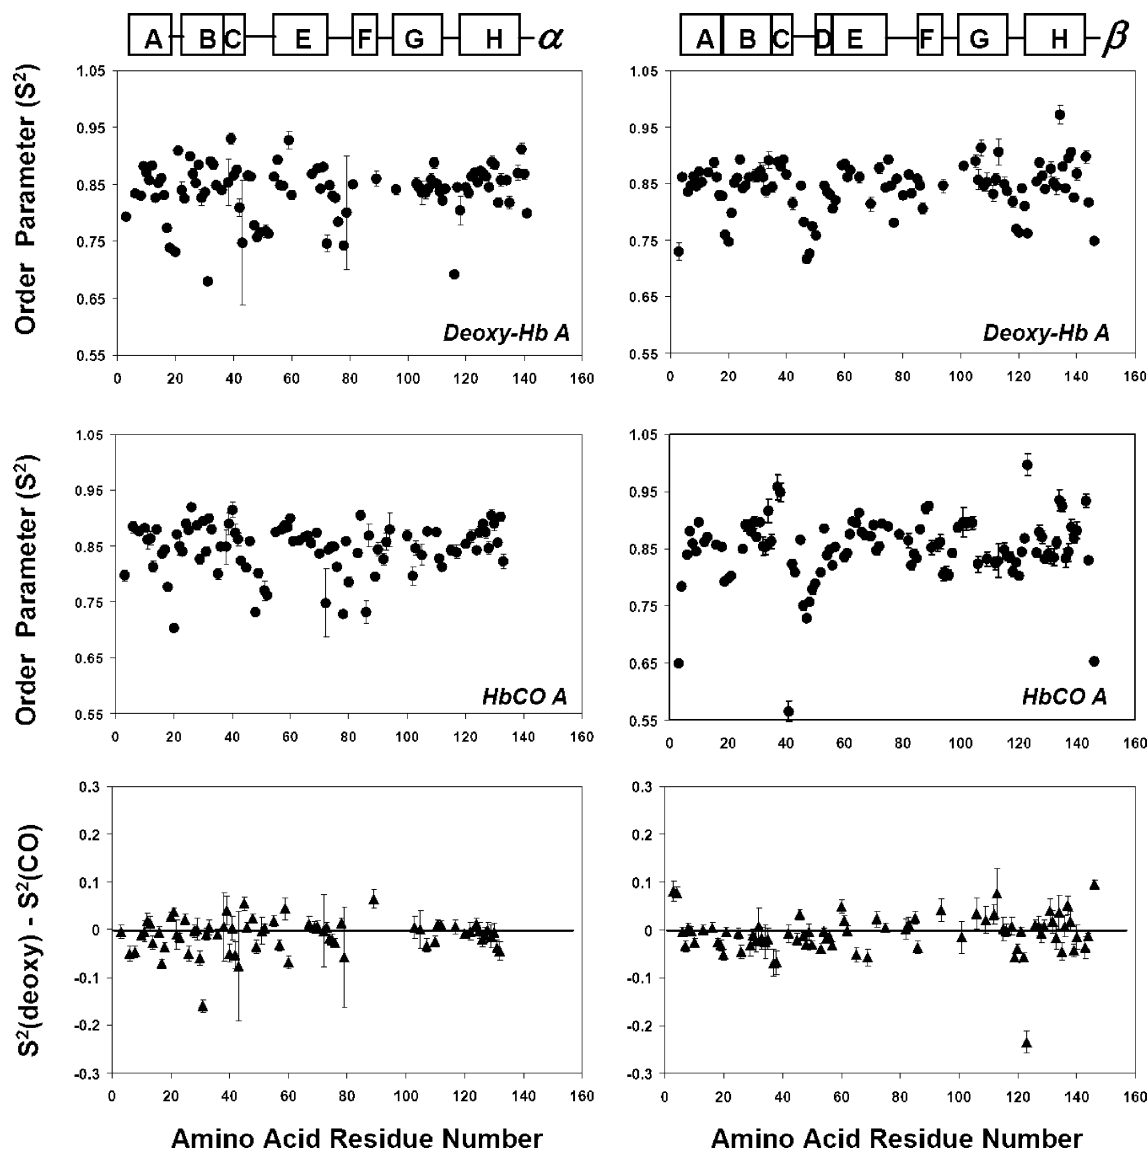 A B C E F G H α
A B C D E F G H β
Order Parameter (S²)
1.05
0.95
0.85
0.75
0.65
0.55
Deoxy-Hb A
0 20 40 60 80 100 120 140 160
1.05
0.95
0.85
0.75
0.65
0.55
Deoxy-Hb A
0 20 40 60 80 100 120 140 160
Order Parameter (S²)
1.05
0.95
0.85
0.75
0.65
0.55
HbCO A
0 20 40 60 80 100 120 140 160
1.05
0.95
0.85
0.75
0.65
0.55
HbCO A
0 20 40 60 80 100 120 140 160
S²(deoxy) - S²(CO)
0.3
0.2
0.1
0
-0.1
-0.2
-0.3
0 20 40 60 80 100 120 140 160
Amino Acid Residue Number
0.3
0.2
0.1
0
-0.1
-0.2
-0.3
0 20 40 60 80 100 120 140 160
Amino Acid Residue Number